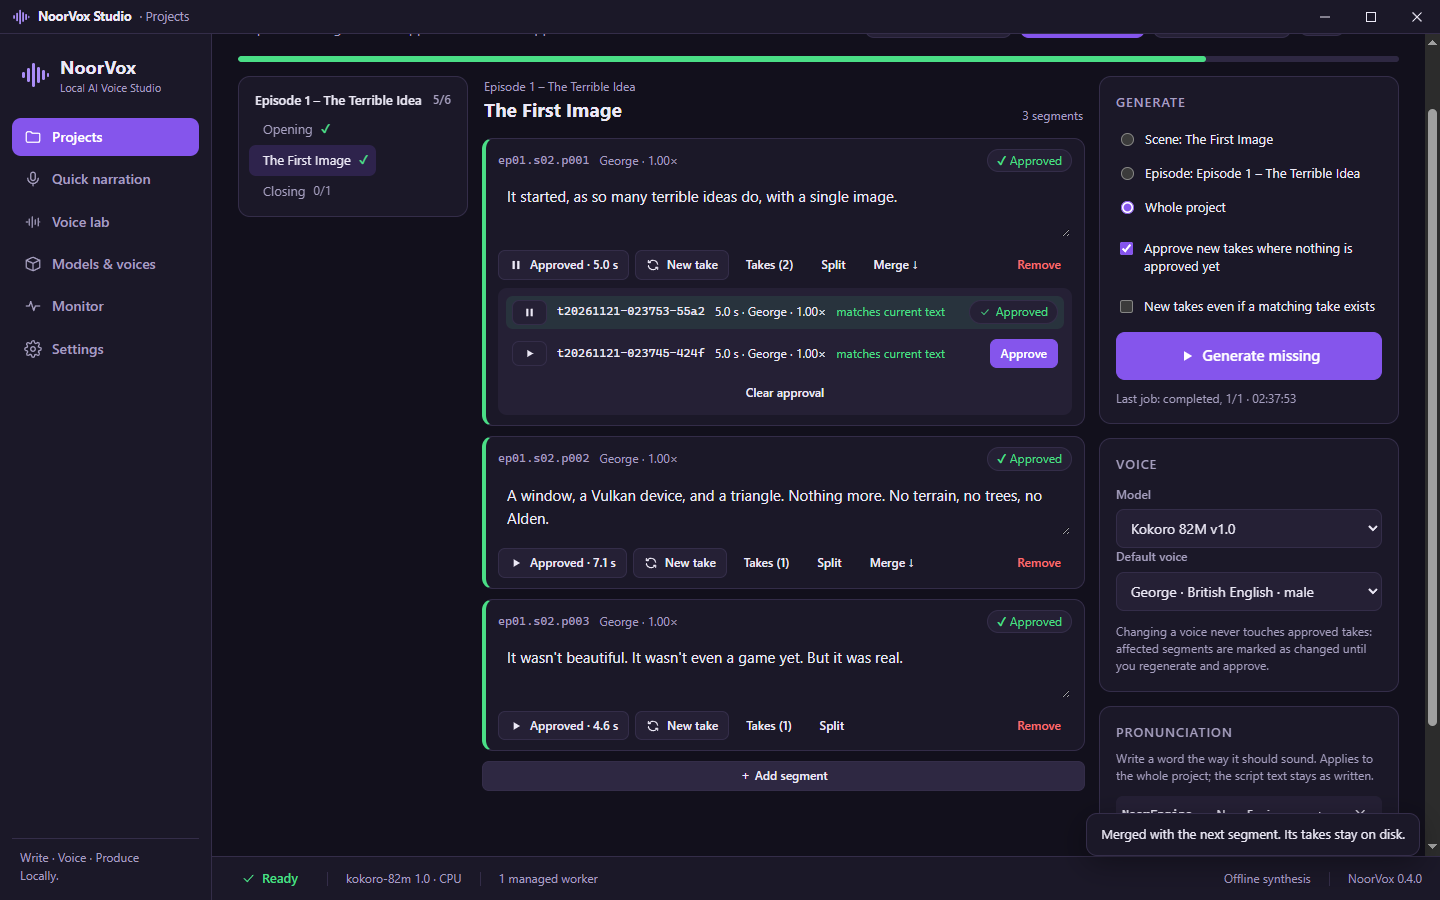 NoorVox Studio · Projects
NoorVox
Local AI Voice Studio
Projects
Quick narration
Voice lab
Models & voices
Monitor
Settings
Write · Voice · Produce
Locally.
Episode 1 – The Terrible Idea 5/6
Opening ✓
The First Image ✓
Closing 0/1
Episode 1 – The Terrible Idea
The First Image
3 segments
ep01.s02.p001 George · 1.00×
✓ Approved
It started, as so many terrible ideas do, with a single image.
Approved · 5.0 s New take Takes (2) Split Merge ↓ Remove
t20261121-023753-55a2 5.0 s · George · 1.00× matches current text ✓ Approved
t20261121-023745-424f 5.0 s · George · 1.00× matches current text Approve
Clear approval
ep01.s02.p002 George · 1.00×
✓ Approved
A window, a Vulkan device, and a triangle. Nothing more. No terrain, no trees, no
Alden.
Approved · 7.1 s New take Takes (1) Split Merge ↓ Remove
ep01.s02.p003 George · 1.00×
✓ Approved
It wasn't beautiful. It wasn't even a game yet. But it was real.
Approved · 4.6 s New take Takes (1) Split Remove
+ Add segment
GENERATE
Scene: The First Image
Episode: Episode 1 – The Terrible Idea
Whole project
Approve new takes where nothing is
approved yet
New takes even if a matching take exists
Generate missing
Last job: completed, 1/1 · 02:37:53
VOICE
Model
Kokoro 82M v1.0
Default voice
George · British English · male
Changing a voice never touches approved takes:
affected segments are marked as changed until
you regenerate and approve.
PRONUNCIATION
Write a word the way it should sound. Applies to
the whole project; the script text stays as written.
Merged with the next segment. Its takes stay on disk.
✓ Ready
kokoro-82m 1.0 · CPU
1 managed worker
Offline synthesis
NoorVox 0.4.0